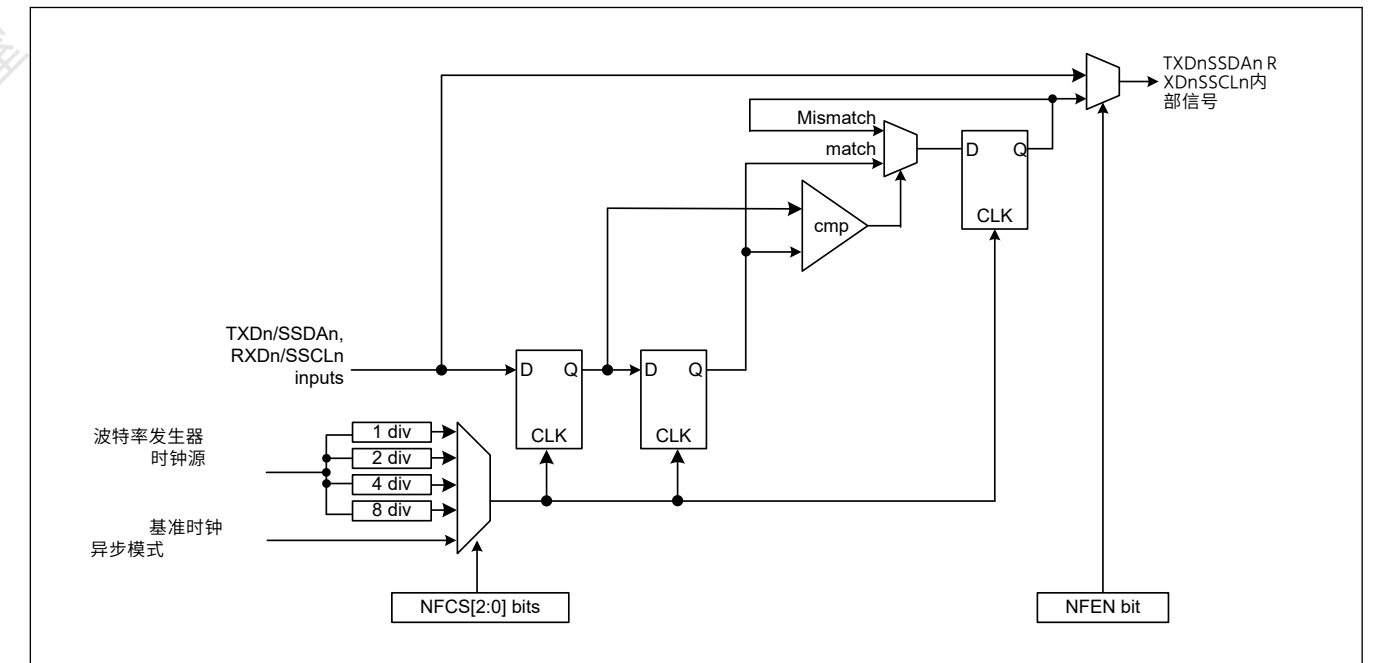 TXDnSSDAn R
XDnSSCLn内
部信号
Mismatch
match
D Q
CLK
cmp
TXDn/SSDAn,
RXDn/SSCLn
inputs
D Q
CLK
D Q
CLK
波特率发生器
时钟源
1 div
2 div
4 div
8 div
基准时钟
异步模式
NFCS[2:0] bits
NFEN bit